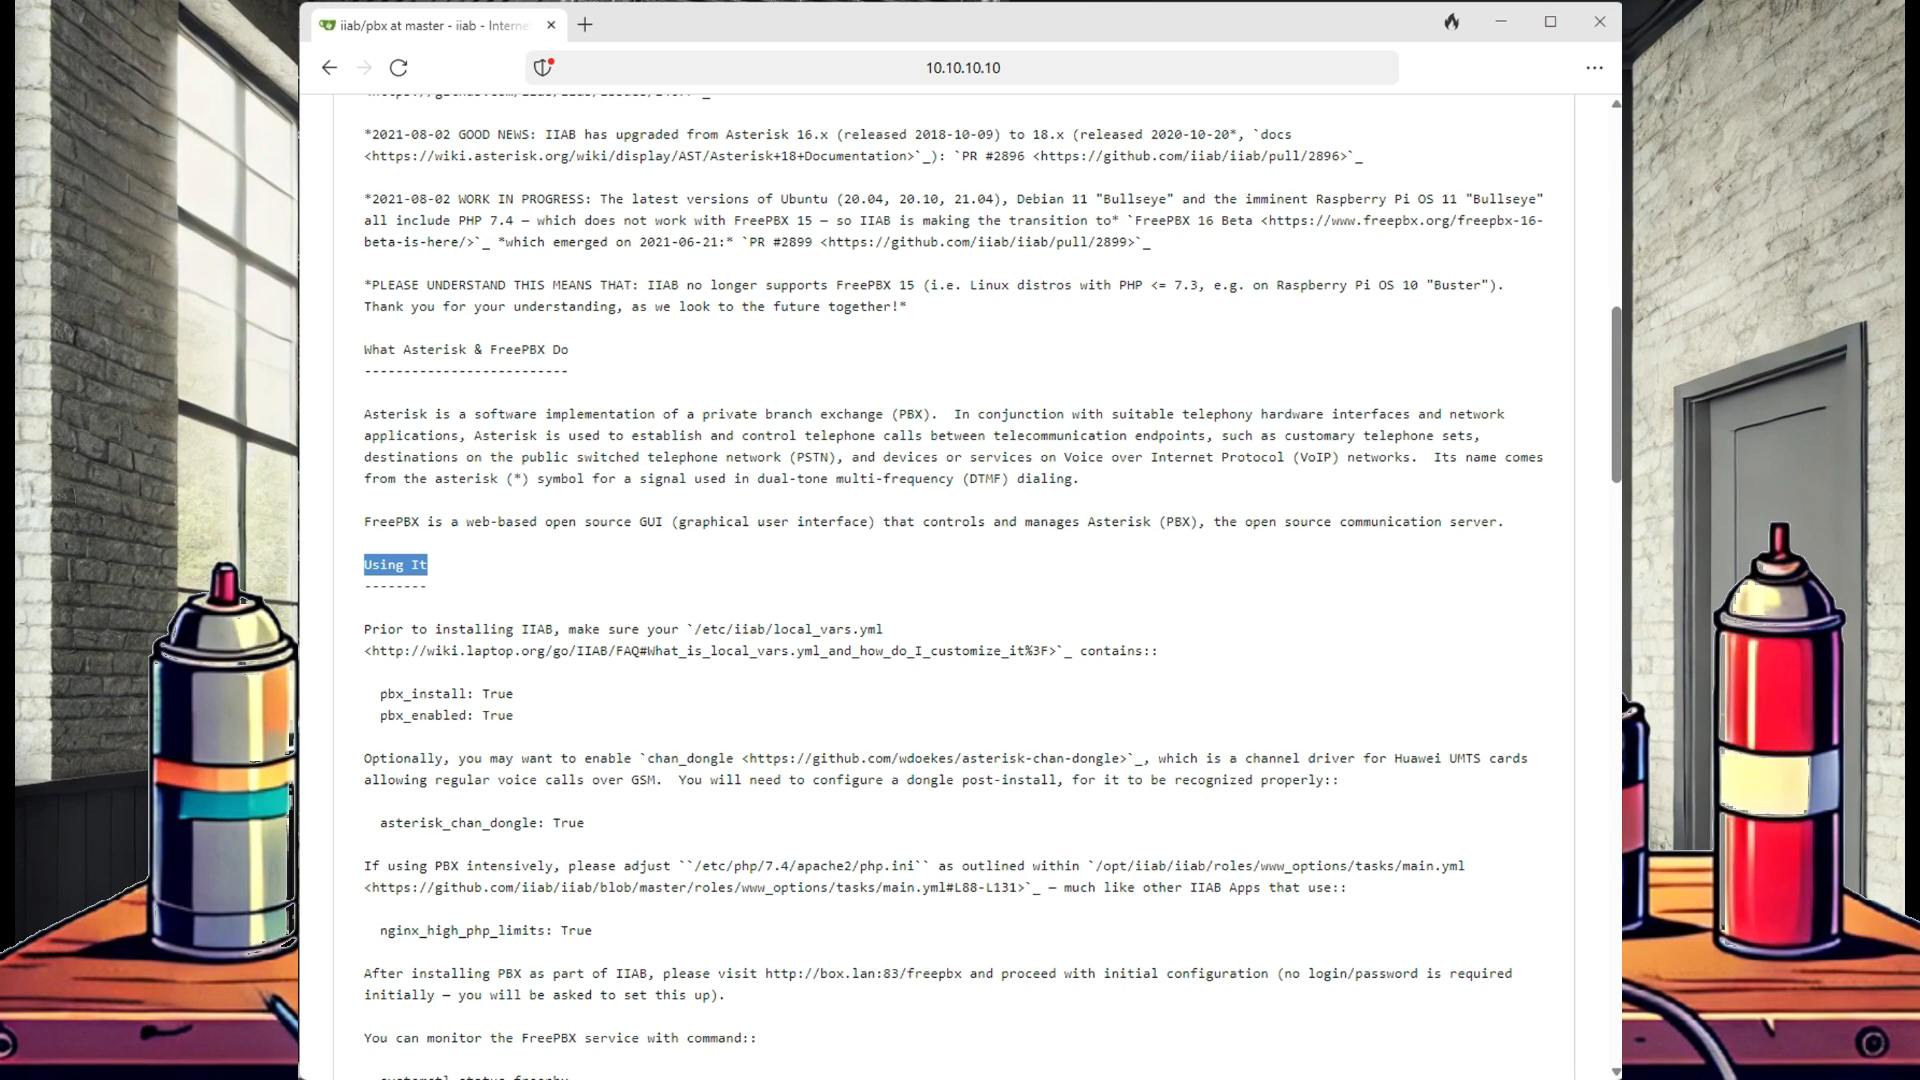 iiab/pbx at master - iiab - Interne
10.10.10.10
*2021-08-02 GOOD NEWS: IIAB has upgraded from Asterisk 16.x (released 2018-10-09) to 18.x (released 2020-10-20*, `docs
<https://wiki.asterisk.org/wiki/display/AST/Asterisk+18+Documentation>`_): `PR #2896 <https://github.com/iiab/iiab/pull/2896>`_
*2021-08-02 WORK IN PROGRESS: The latest versions of Ubuntu (20.04, 20.10, 21.04), Debian 11 "Bullseye" and the imminent Raspberry Pi OS 11 "Bullseye"
all include PHP 7.4 — which does not work with FreePBX 15 — so IIAB is making the transition to* `FreePBX 16 Beta <https://www.freepbx.org/freepbx-16-
beta-is-here/>`_ *which emerged on 2021-06-21:* `PR #2899 <https://github.com/iiab/iiab/pull/2899>`_
*PLEASE UNDERSTAND THIS MEANS THAT: IIAB no longer supports FreePBX 15 (i.e. Linux distros with PHP <= 7.3, e.g. on Raspberry Pi OS 10 "Buster").
Thank you for your understanding, as we look to the future together!*
What Asterisk & FreePBX Do
--------------------------
Asterisk is a software implementation of a private branch exchange (PBX).  In conjunction with suitable telephony hardware interfaces and network
applications, Asterisk is used to establish and control telephone calls between telecommunication endpoints, such as customary telephone sets,
destinations on the public switched telephone network (PSTN), and devices or services on Voice over Internet Protocol (VoIP) networks.  Its name comes
from the asterisk (*) symbol for a signal used in dual-tone multi-frequency (DTMF) dialing.
FreePBX is a web-based open source GUI (graphical user interface) that controls and manages Asterisk (PBX), the open source communication server.
Using It
--------
Prior to installing IIAB, make sure your `/etc/iiab/local_vars.yml
<http://wiki.laptop.org/go/IIAB/FAQ#What_is_local_vars.yml_and_how_do_I_customize_it%3F>`_ contains::
pbx_install: True
pbx_enabled: True
Optionally, you may want to enable `chan_dongle <https://github.com/wdoekes/asterisk-chan-dongle>`_, which is a channel driver for Huawei UMTS cards
allowing regular voice calls over GSM.  You will need to configure a dongle post-install, for it to be recognized properly::
asterisk_chan_dongle: True
If using PBX intensively, please adjust ``/etc/php/7.4/apache2/php.ini`` as outlined within `/opt/iiab/iiab/roles/www_options/tasks/main.yml
<https://github.com/iiab/iiab/blob/master/roles/www_options/tasks/main.yml#L88-L131>`_ — much like other IIAB Apps that use::
nginx_high_php_limits: True
After installing PBX as part of IIAB, please visit http://box.lan:83/freepbx and proceed with initial configuration (no login/password is required
initially — you will be asked to set this up).
You can monitor the FreePBX service with command::